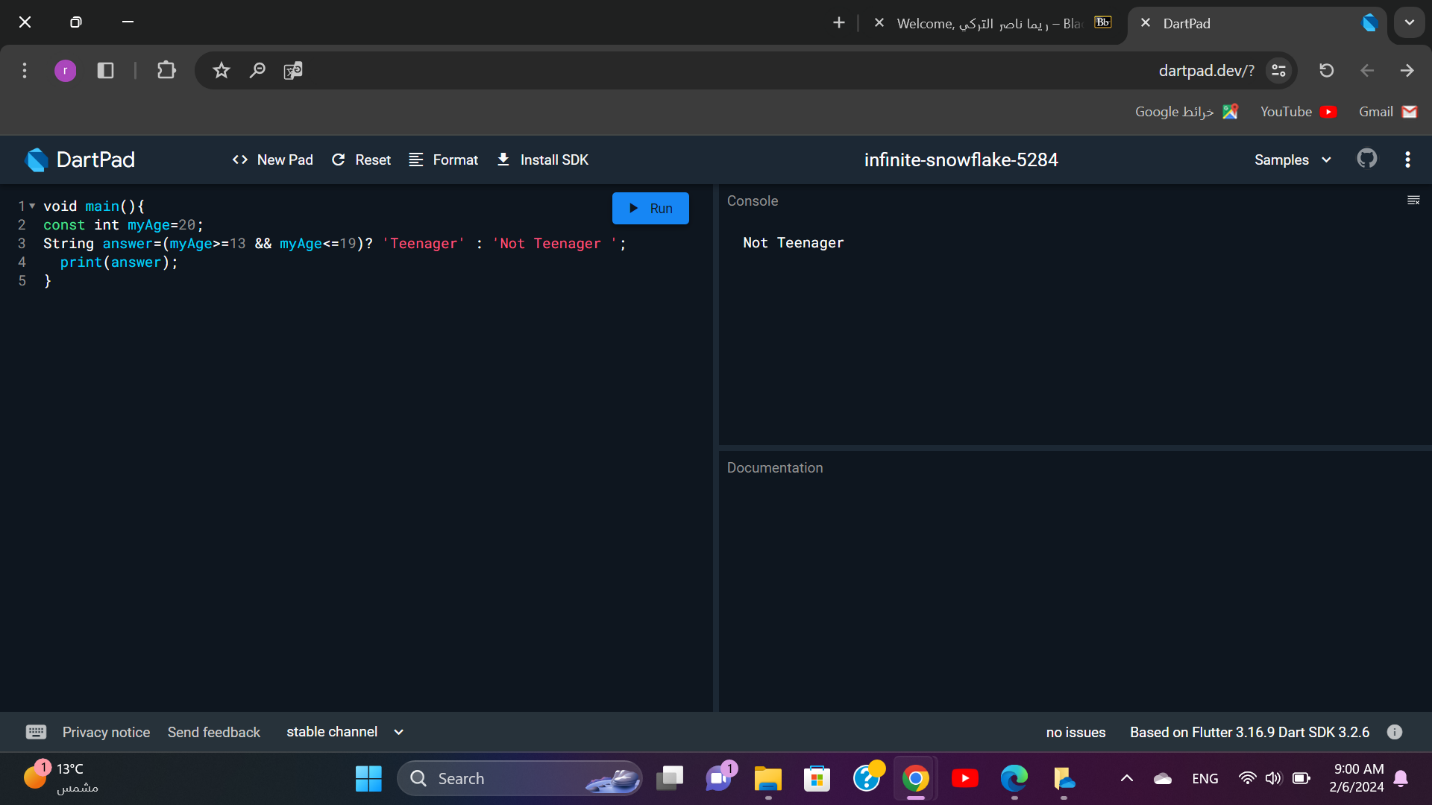 Welcome, ريما ناصر التركي – Bla
Bb
DartPad
r
dartpad.dev/?
Google خرائط
YouTube
Gmail
DartPad
New Pad
Reset
Format
Install SDK
infinite-snowflake-5284
Samples
1 void main(){
2 const int myAge=20;
3 String answer=(myAge>=13 && myAge<=19)? 'Teenager' : 'Not Teenager ';
4 print(answer);
5 }
Run
Console
Not Teenager
Documentation
Privacy notice
Send feedback
stable channel
no issues
Based on Flutter 3.16.9 Dart SDK 3.2.6
1
13°C
مشمس
Search
1
ENG
9:00 AM
2/6/2024